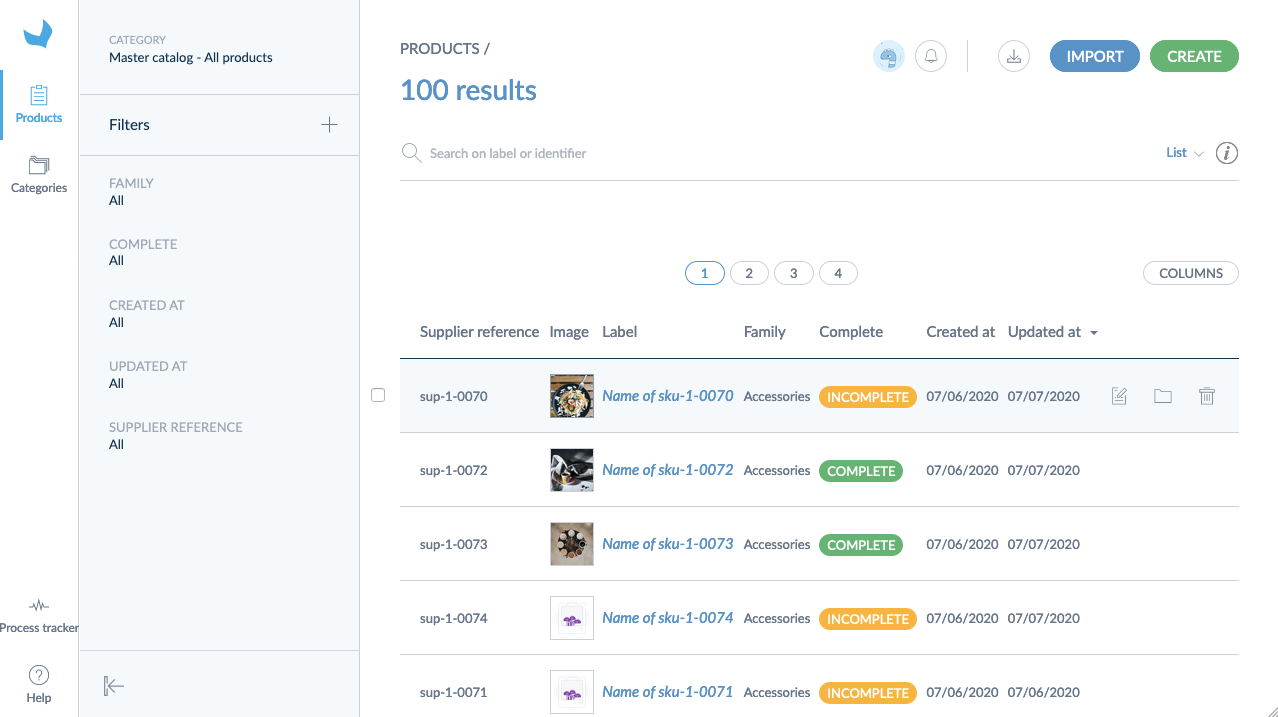 Products
Categories
Process tracker
Help
CATEGORY
Master catalog - All products
Filters
FAMILY
All
COMPLETE
All
CREATED AT
All
UPDATED AT
All
SUPPLIER REFERENCE
All
PRODUCTS /
IMPORT
CREATE
100 results
Search on label or identifier
List
i
1 2 3 4
COLUMNS
Supplier reference Image Label Family Complete Created at Updated at
sup-1-0070 Name of sku-1-0070 Accessories INCOMPLETE 07/06/2020 07/07/2020
sup-1-0072 Name of sku-1-0072 Accessories COMPLETE 07/06/2020 07/07/2020
sup-1-0073 Name of sku-1-0073 Accessories COMPLETE 07/06/2020 07/07/2020
sup-1-0074 Name of sku-1-0074 Accessories INCOMPLETE 07/06/2020 07/07/2020
sup-1-0071 Name of sku-1-0071 Accessories INCOMPLETE 07/06/2020 07/06/2020